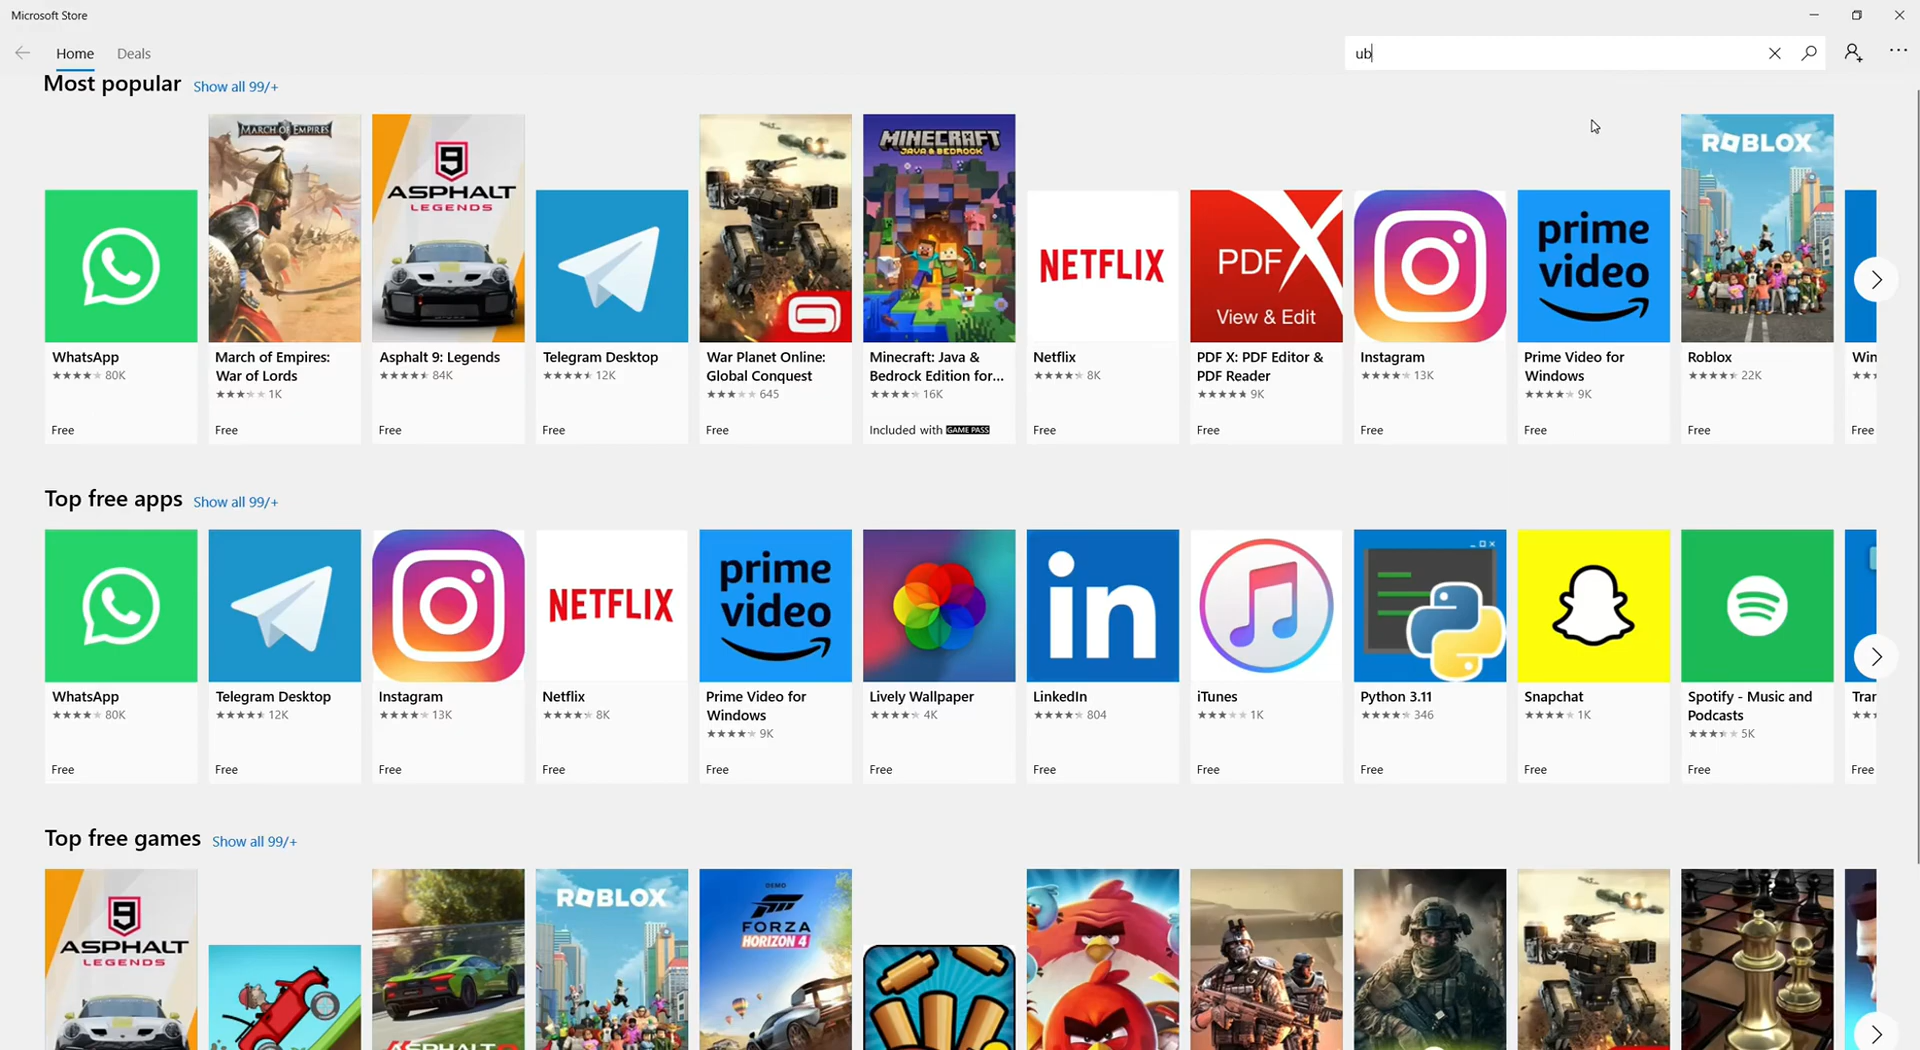 Microsoft Store
Home
Deals
ub
Most popular
Show all 99/+
MARCH OF EMPIRES
9
ASPHALT
LEGENDS
MINECRAFT
JAVA & BEDROCK
NETFLIX
PDF
View & Edit
prime
video
ROBLOX
WhatsApp
80K
Free
March of Empires:
War of Lords
1K
Free
Asphalt 9: Legends
84K
Free
Telegram Desktop
12K
Free
War Planet Online:
Global Conquest
645
Free
Minecraft: Java &
Bedrock Edition for...
16K
Included with GAME PASS
Netflix
8K
Free
PDF X: PDF Editor &
PDF Reader
9K
Free
Instagram
13K
Free
Prime Video for
Windows
9K
Free
Roblox
22K
Free
Win
Free
Top free apps
Show all 99/+
NETFLIX
prime
video
in
WhatsApp
80K
Free
Telegram Desktop
12K
Free
Instagram
13K
Free
Netflix
8K
Free
Prime Video for
Windows
9K
Free
Lively Wallpaper
4K
Free
LinkedIn
804
Free
iTunes
1K
Free
Python 3.11
346
Free
Snapchat
1K
Free
Spotify - Music and
Podcasts
5K
Free
Tran
Free
Top free games
Show all 99/+
9
ASPHALT
LEGENDS
ASPHALT
ROBLOX
DEMO
FORZA
HORIZON 4